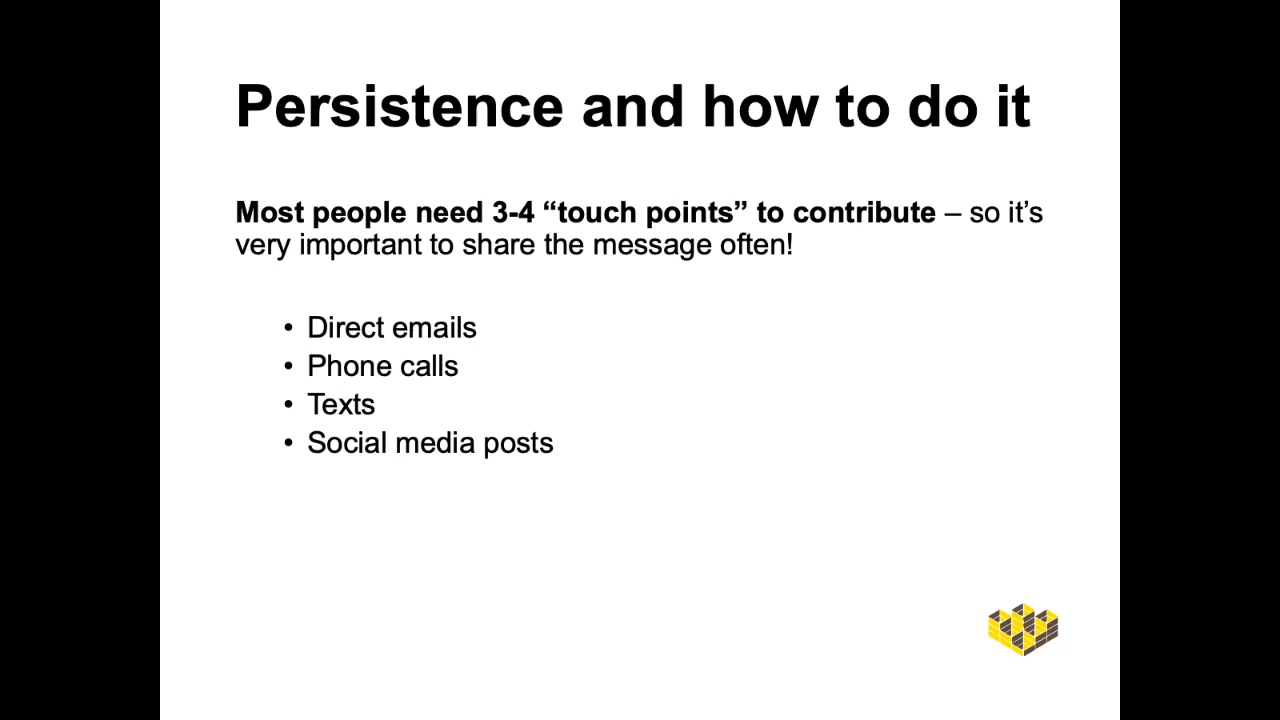 Persistence and how to do it
Most people need 3-4 “touch points” to contribute – so it’s
very important to share the message often!
• Direct emails
• Phone calls
• Texts
• Social media posts